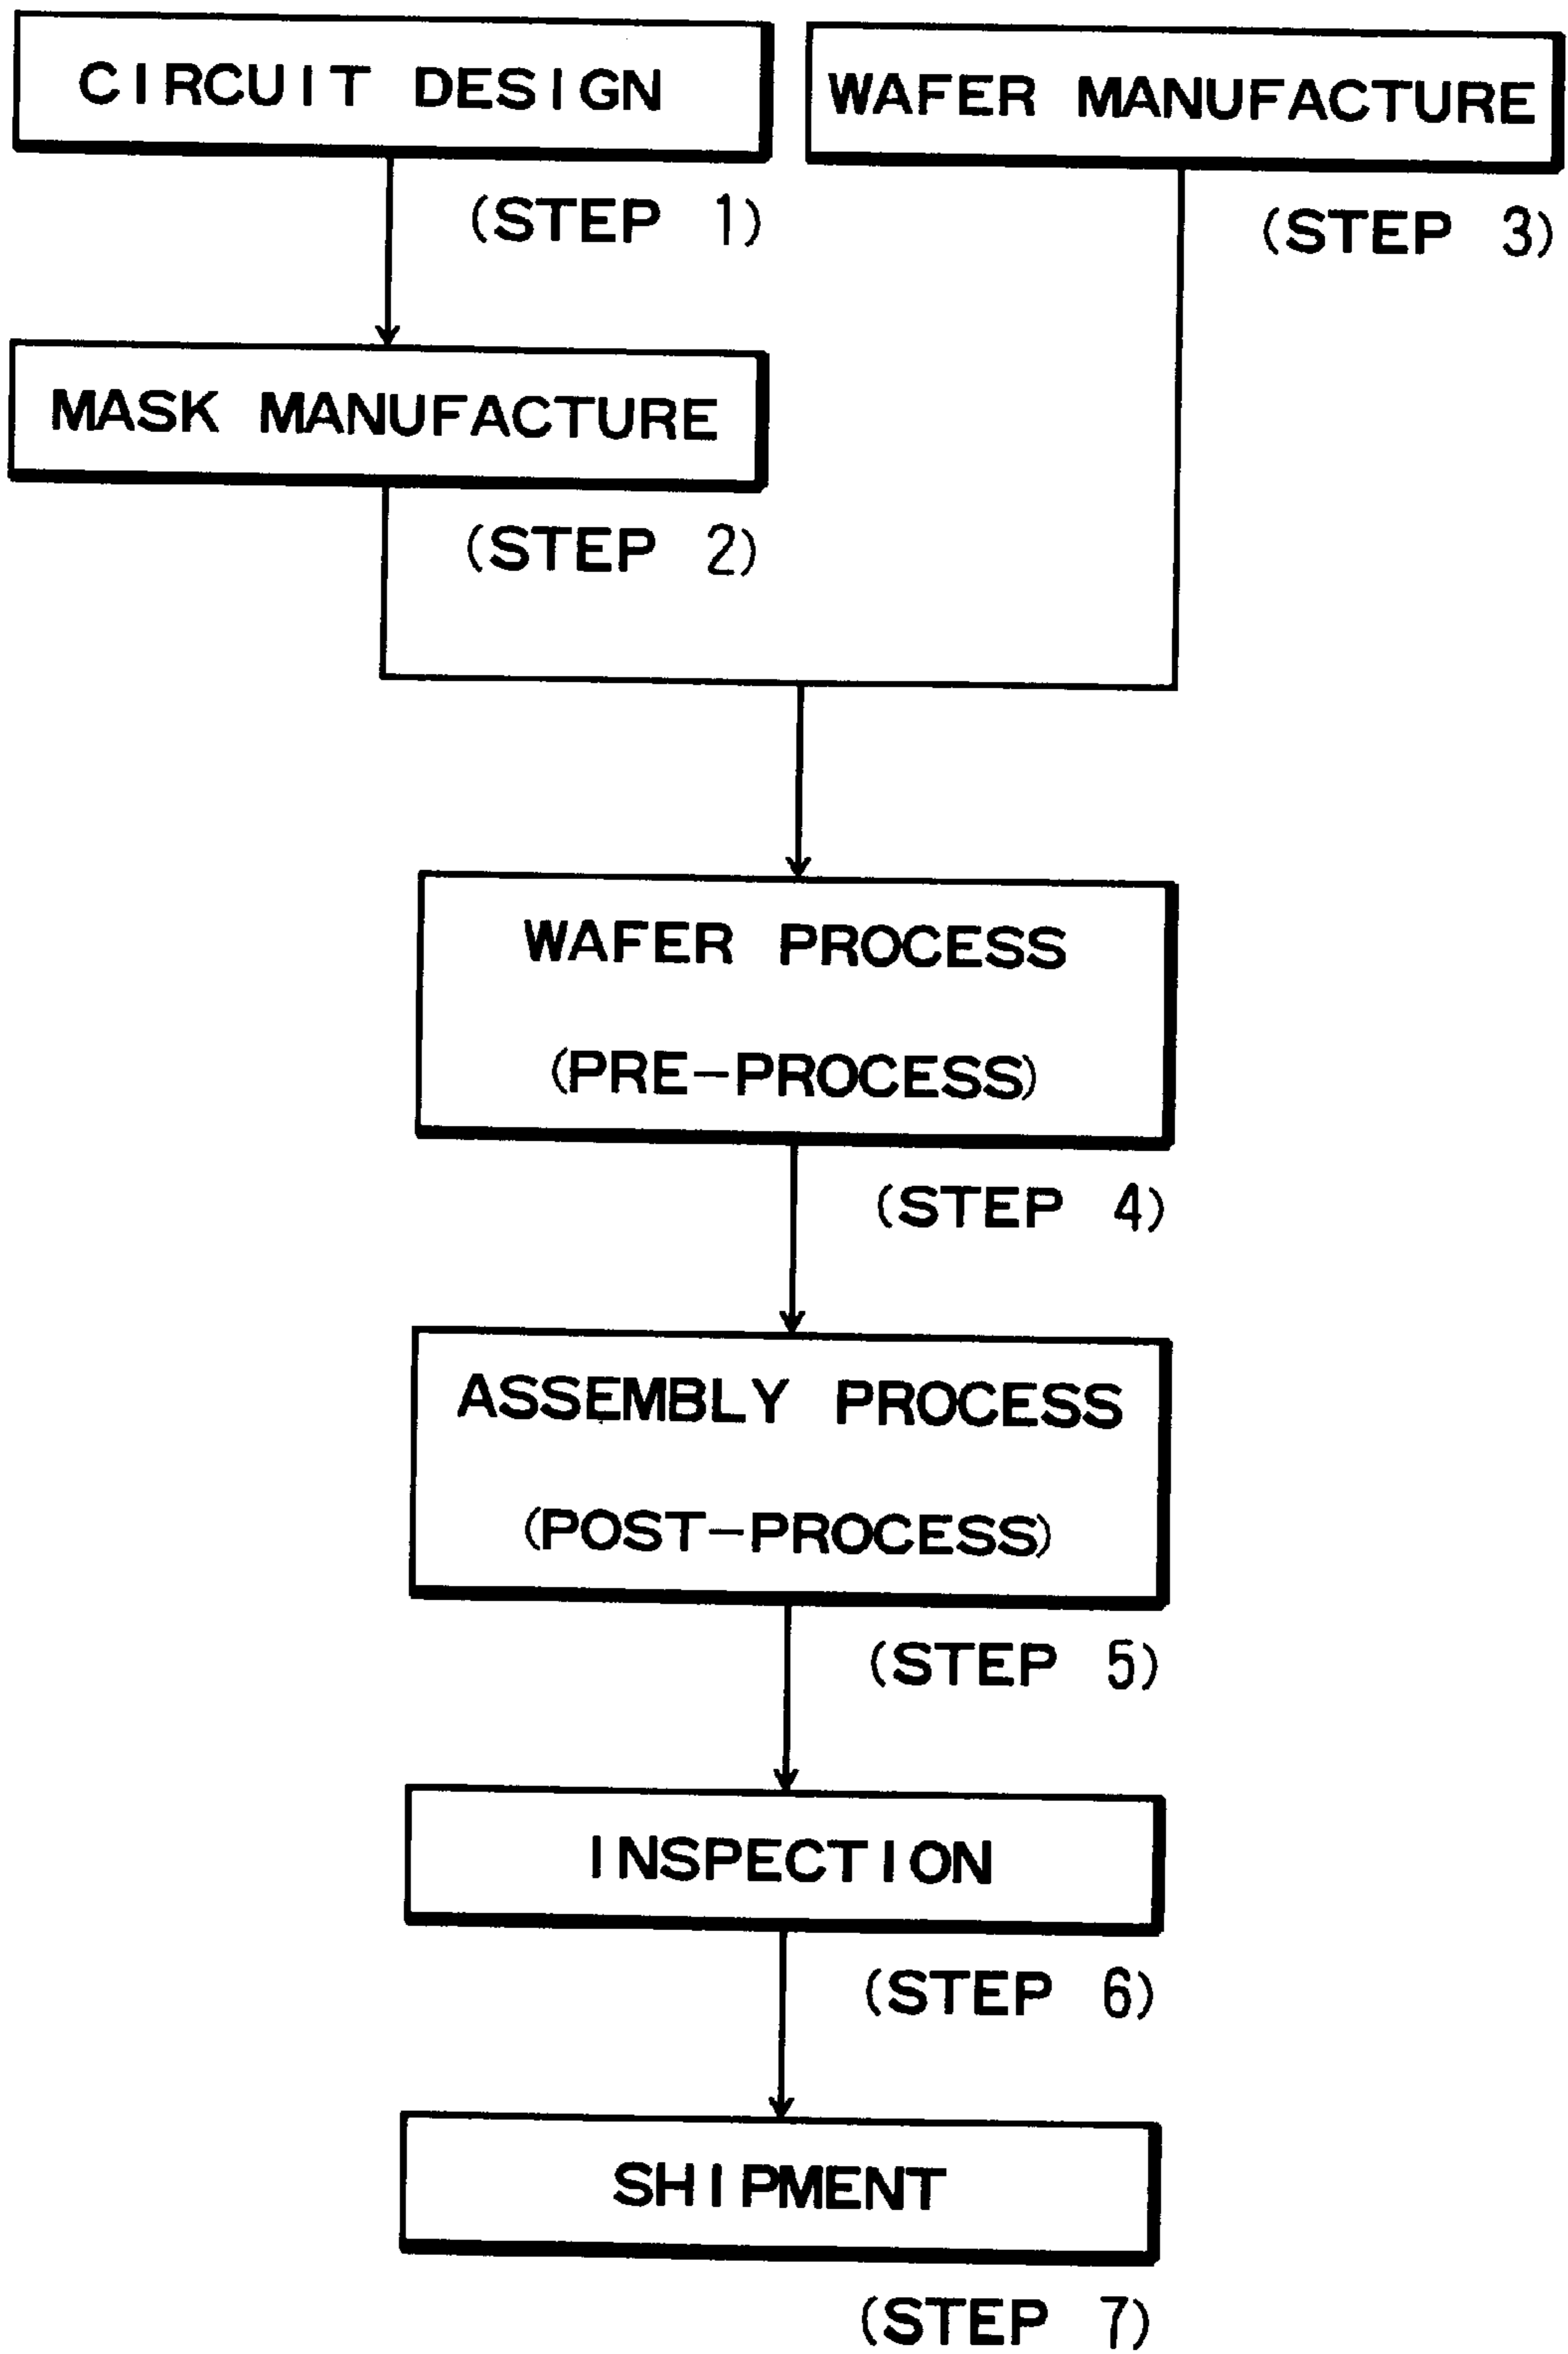 CIRCUIT DESIGN
(STEP 1)
WAFER MANUFACTURE
(STEP 3)
MASK MANUFACTURE
(STEP 2)
WAFER PROCESS
(PRE-PROCESS)
(STEP 4)
ASSEMBLY PROCESS
(POST-PROCESS)
(STEP 5)
INSPECTION
(STEP 6)
SHIPMENT
(STEP 7)